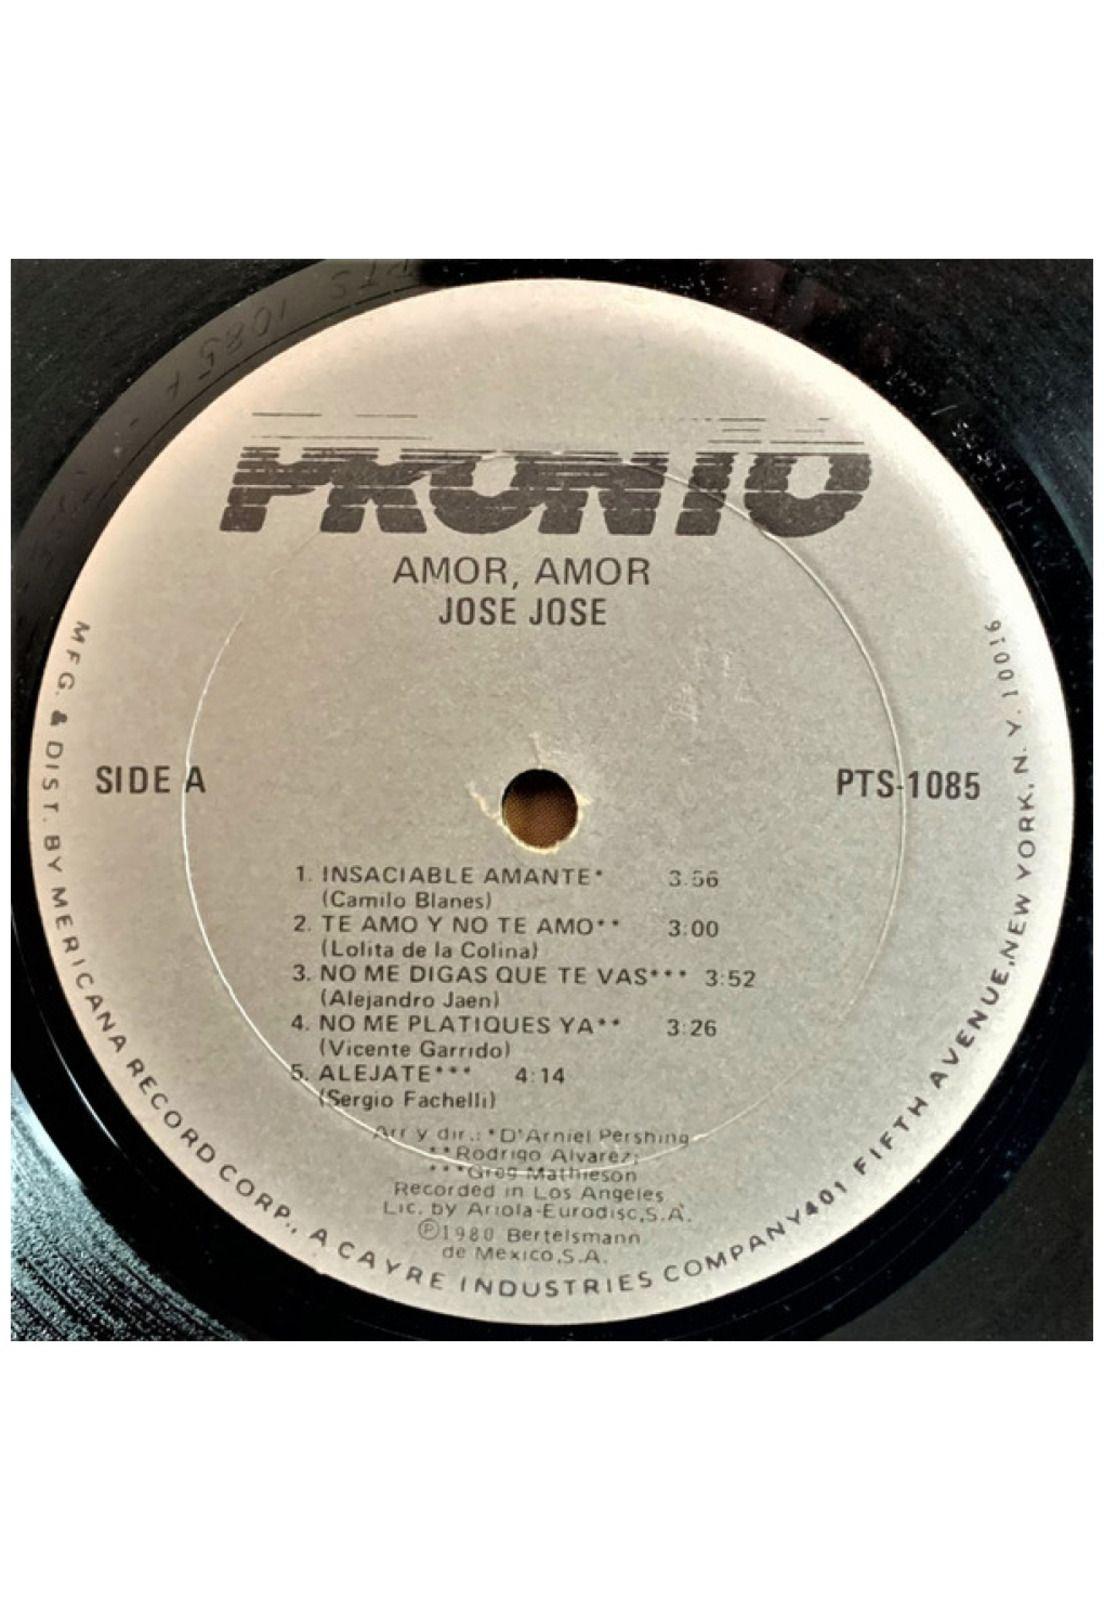 PTS 1085 A
PRONTO
AMOR, AMOR
JOSE JOSE
SIDE A
PTS-1085
1. INSACIABLE AMANTE* 3:56
(Camilo Blanes)
2. TE AMO Y NO TE AMO** 3:00
(Lolita de la Colina)
3. NO ME DIGAS QUE TE VAS*** 3:52
(Alejandro Jaen)
4. NO ME PLATIQUES YA** 3:26
(Vicente Garrido)
5. ALEJATE*** 4:14
(Sergio Fachelli)
Arr y dir.: *D'Arniel Pershing
**Rodrigo Alvarez;
***Greg Mathieson
Recorded in Los Angeles
Lic. by Ariola-Eurodisc,S.A.
℗1980 Bertelsmann
de Mexico,S.A.
MFG. & DIST. BY MERICANA RECORD CORP., A CAYRE INDUSTRIES COMPANY 401 FIFTH AVENUE, NEW YORK, N. Y. 10016